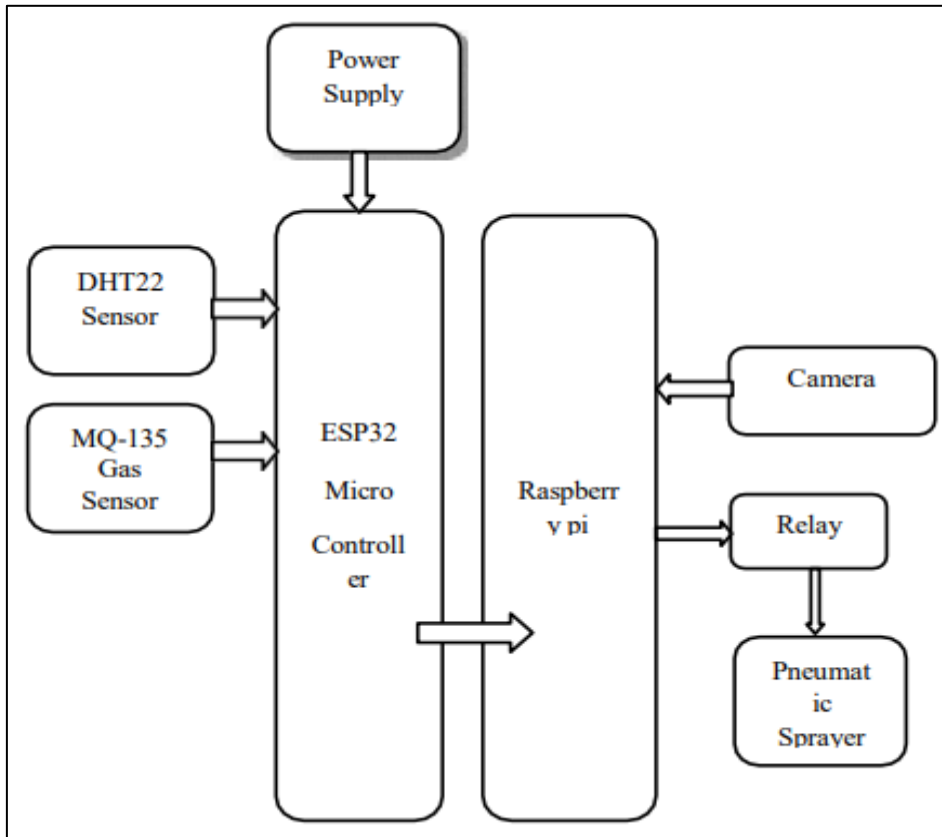 Power
Supply
DHT22
Sensor
MQ-135
Gas
Sensor
ESP32
Micro
Controll
er
Raspberr
y pi
Camera
Relay
Pneumat
ic
Sprayer